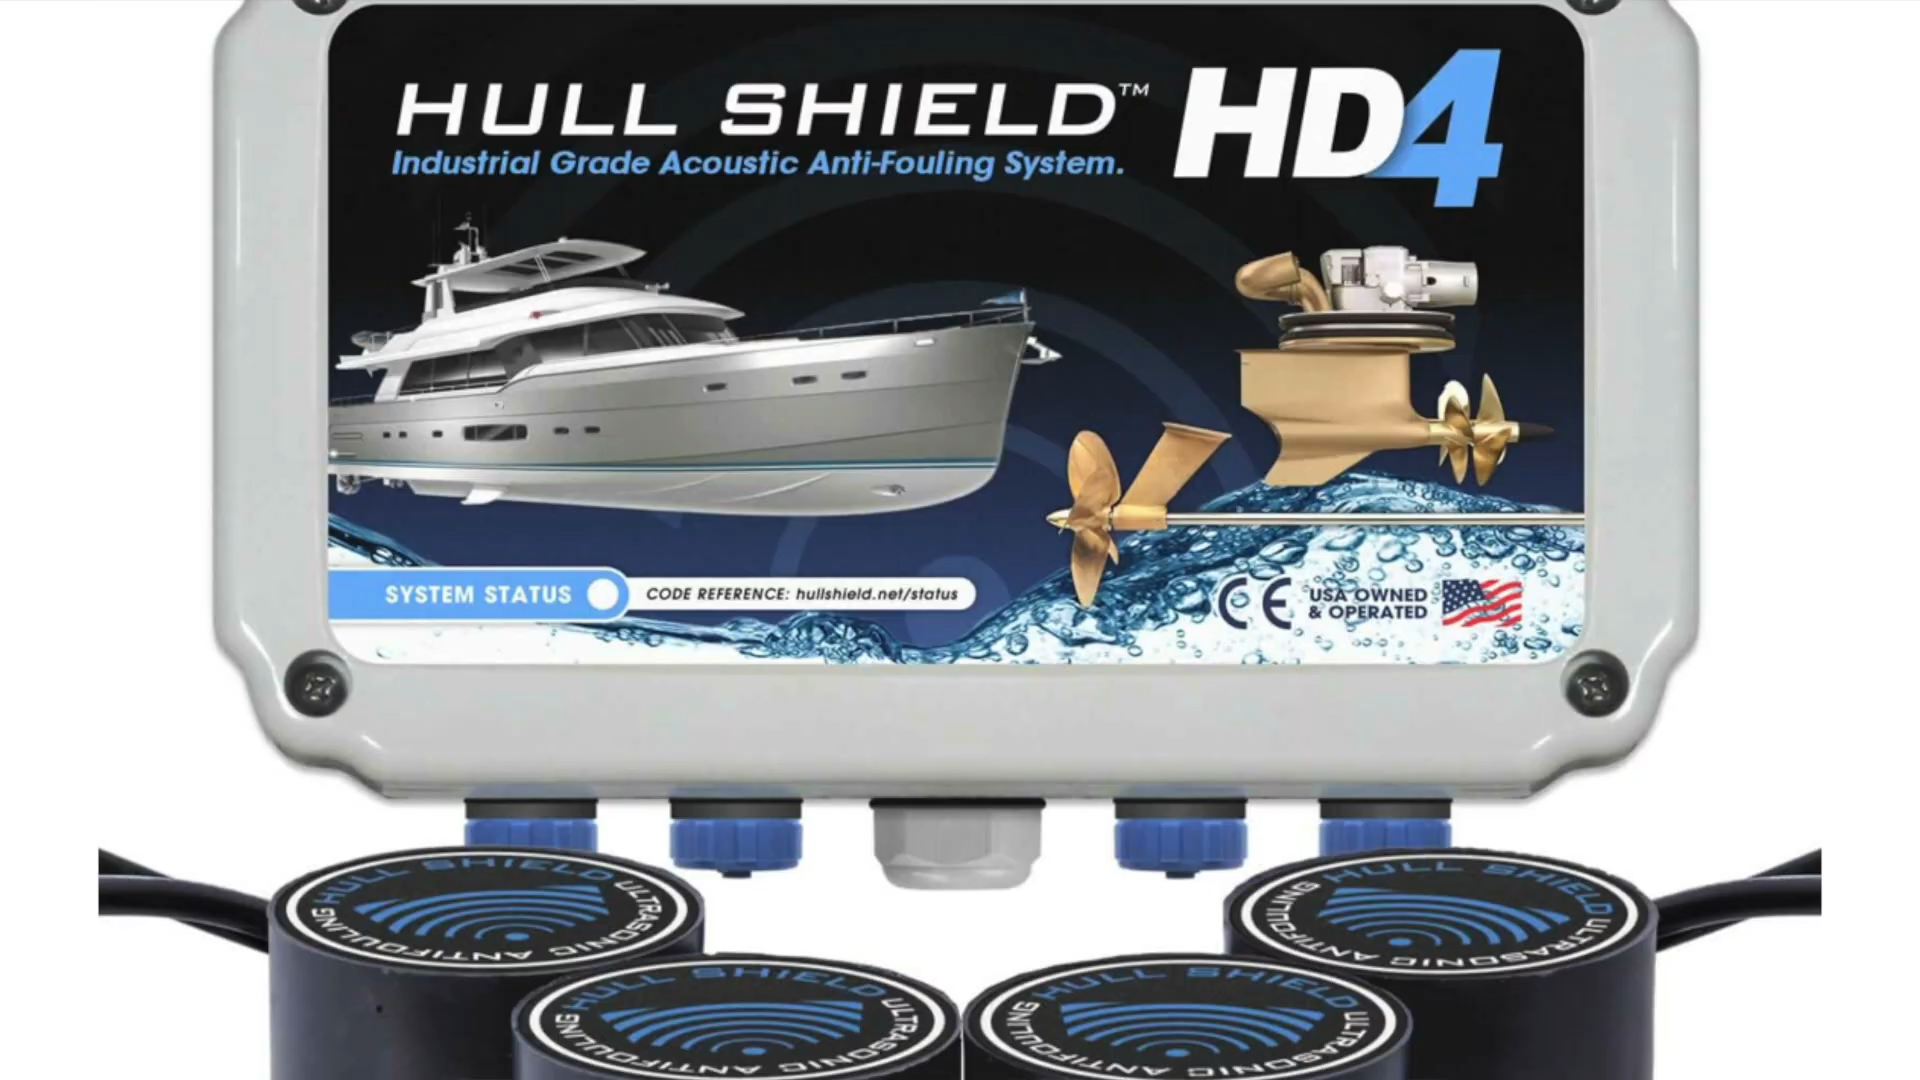 HULL SHIELD™ HD4
Industrial Grade Acoustic Anti-Fouling System.
SYSTEM STATUS
CODE REFERENCE: hullshield.net/status
CE
USA OWNED
& OPERATED
HULL SHIELD
ULTRASONIC ANTIFOULING
HULL SHIELD
ULTRASONIC ANTIFOULING
HULL SHIELD
ULTRASONIC ANTIFOULING
HULL SHIELD
ULTRASONIC ANTIFOULING